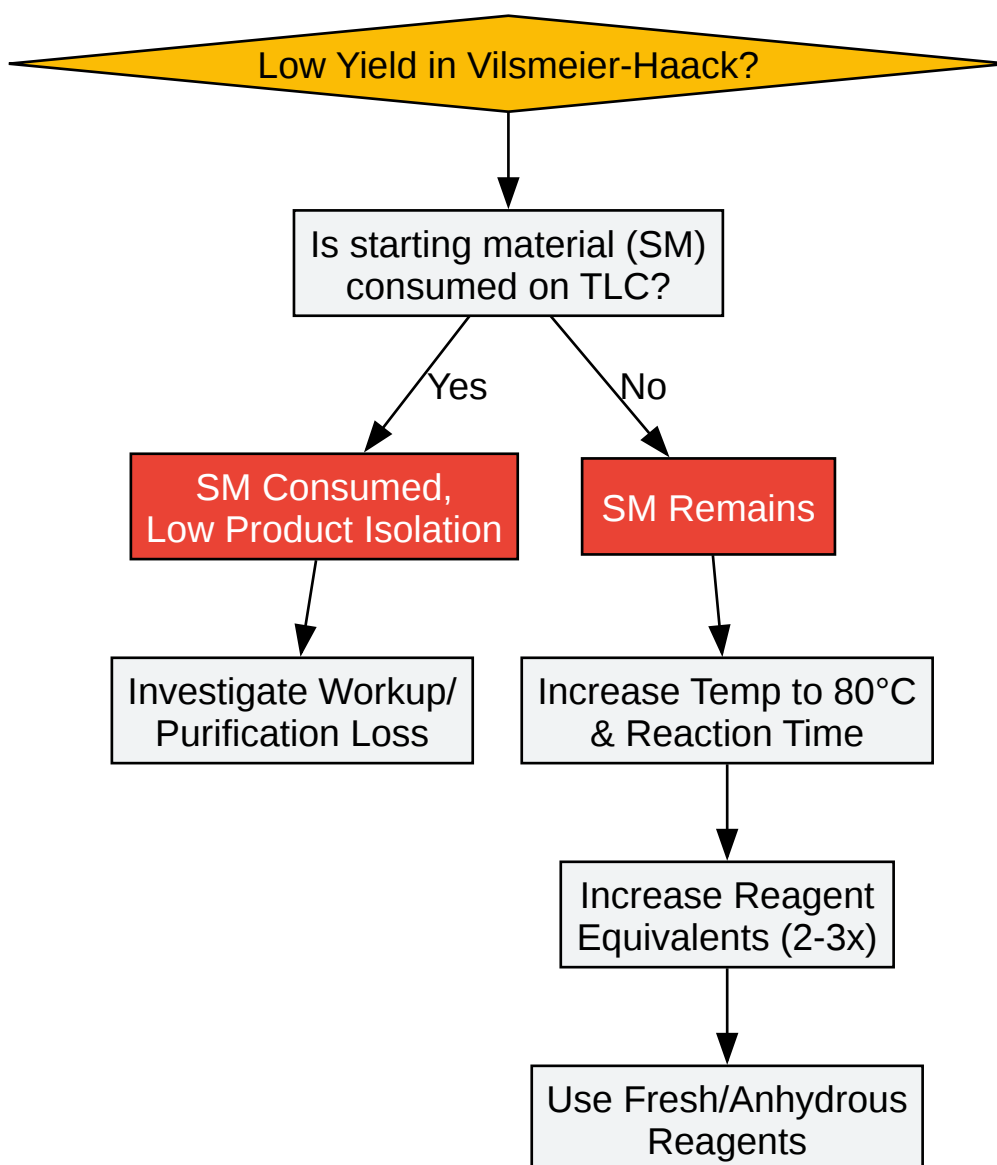 Low Yield in Vilsmeier-Haack?
Is starting material (SM)
consumed on TLC?
Yes
No
SM Consumed,
Low Product Isolation
SM Remains
Investigate Workup/
Purification Loss
Increase Temp to 80°C
& Reaction Time
Increase Reagent
Equivalents (2-3x)
Use Fresh/Anhydrous
Reagents